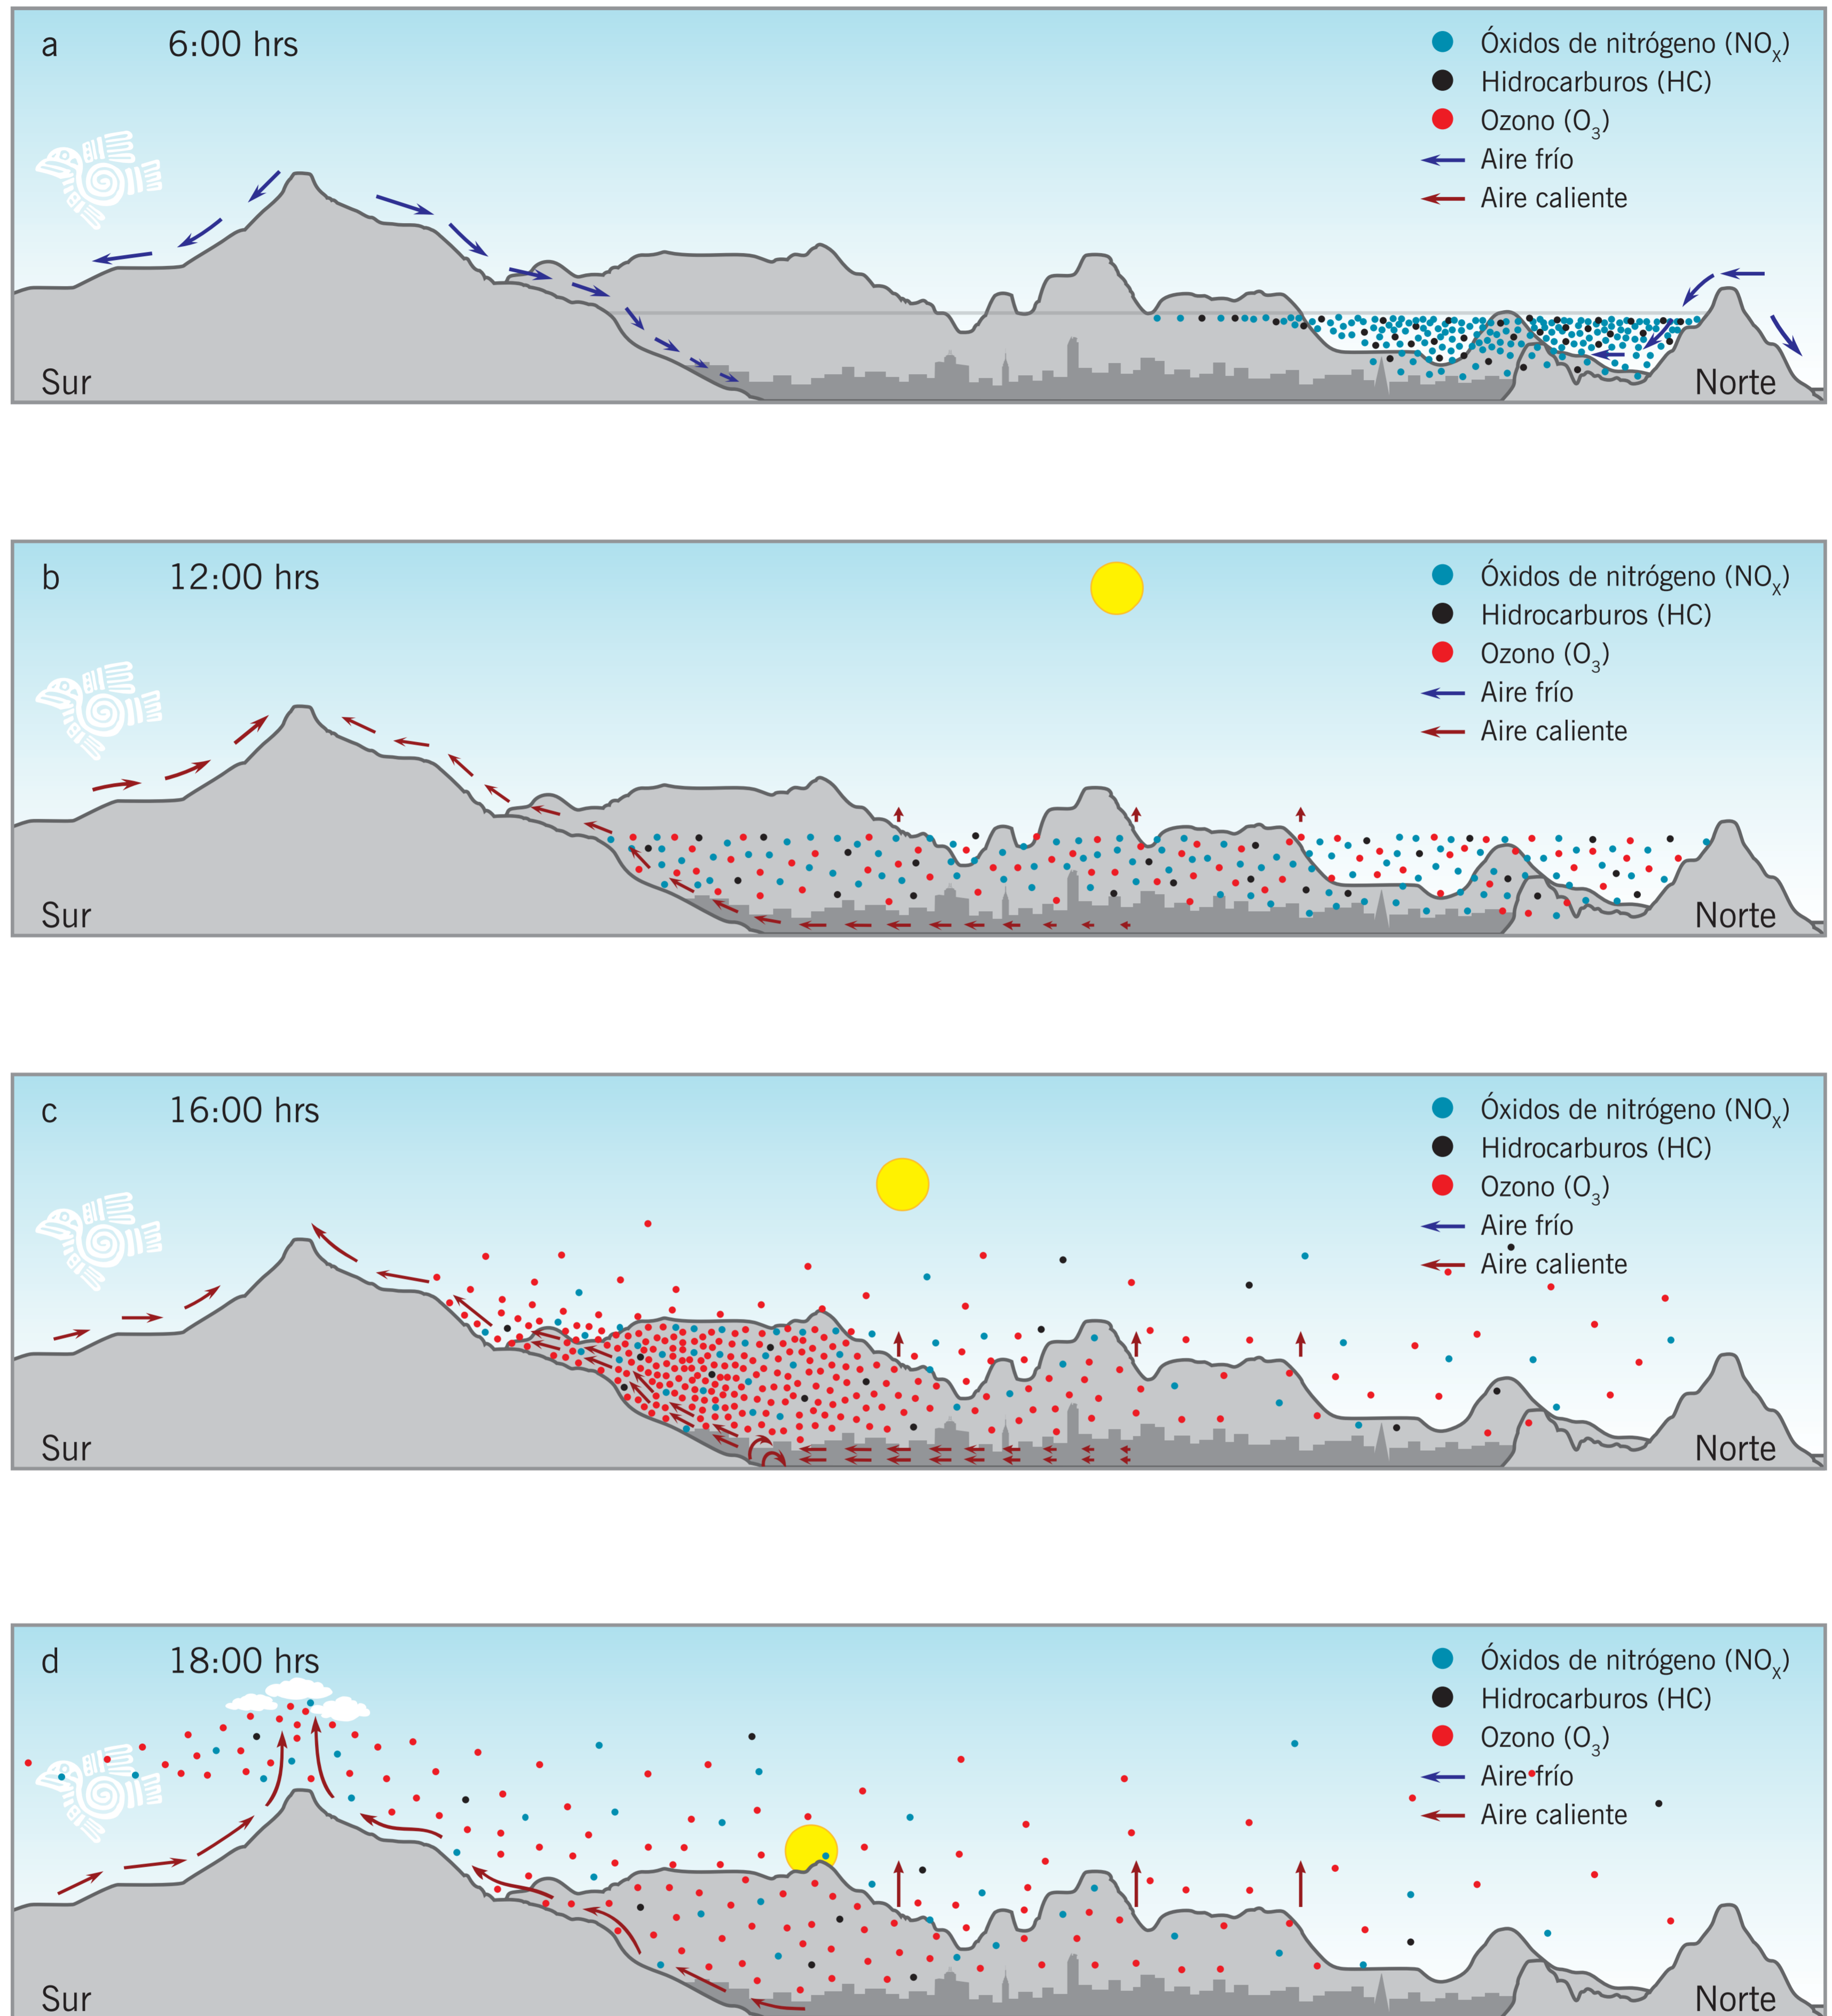 a 6:00 hrs
Óxidos de nitrógeno (NOX)
Hidrocarburos (HC)
Ozono (O3)
Aire frío
Aire caliente
Sur
Norte
b 12:00 hrs
Óxidos de nitrógeno (NOX)
Hidrocarburos (HC)
Ozono (O3)
Aire frío
Aire caliente
Sur
Norte
c 16:00 hrs
Óxidos de nitrógeno (NOX)
Hidrocarburos (HC)
Ozono (O3)
Aire frío
Aire caliente
Sur
Norte
d 18:00 hrs
Óxidos de nitrógeno (NOX)
Hidrocarburos (HC)
Ozono (O3)
Aire frío
Aire caliente
Sur
Norte